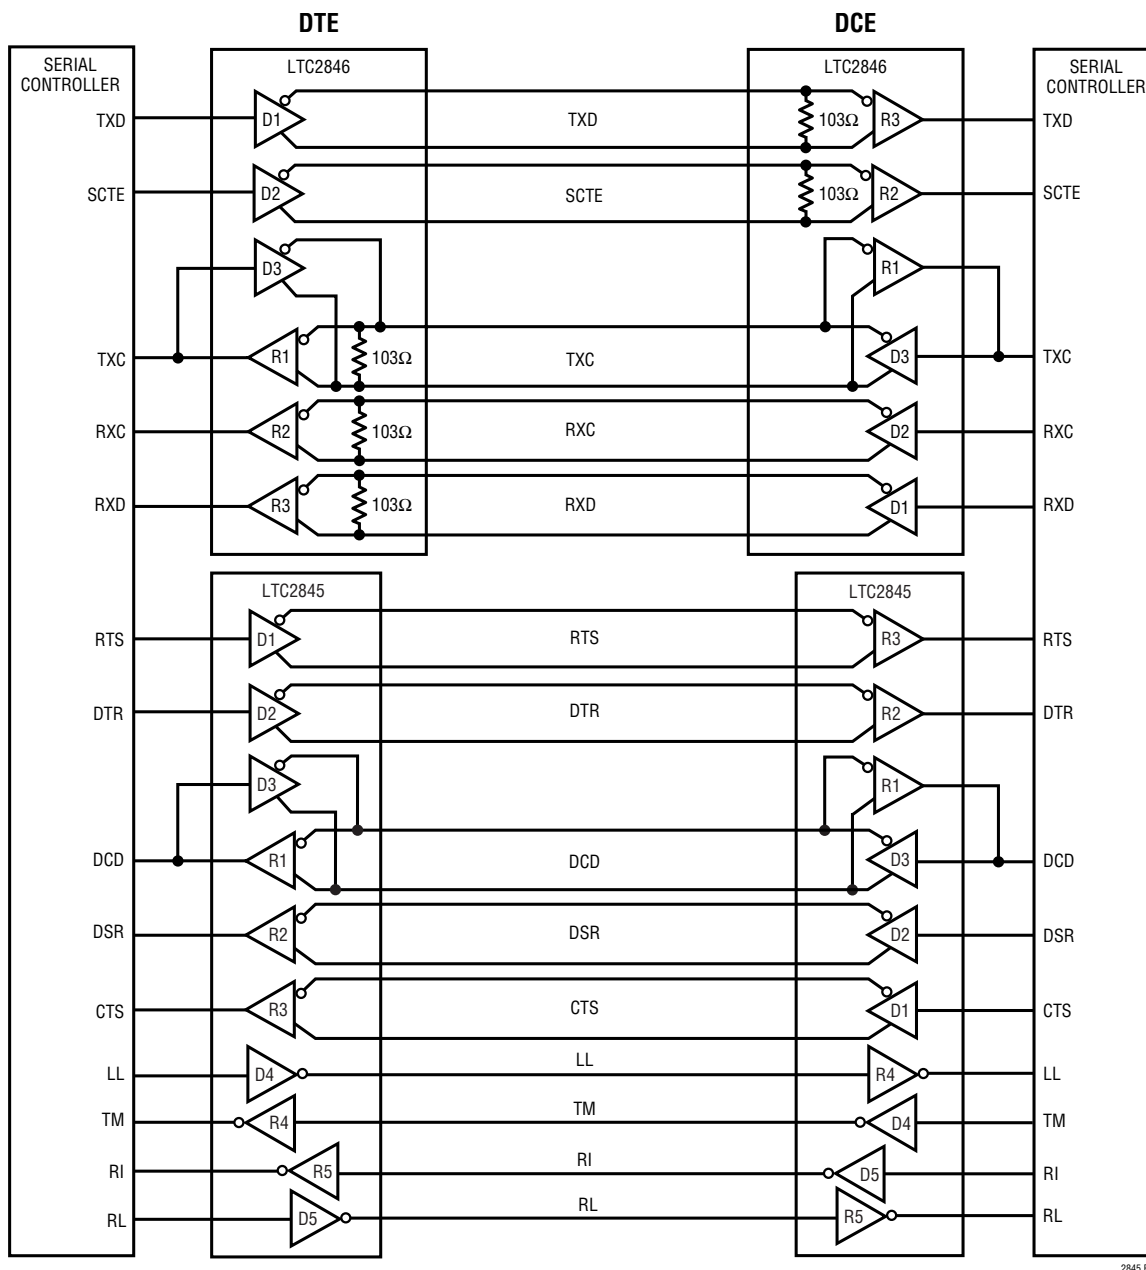 DTE DCE
SERIAL CONTROLLER LTC2846 LTC2846 SERIAL CONTROLLER
TXD D1 TXD 103Ω R3 TXD
SCTE D2 SCTE 103Ω R2 SCTE
D3 R1
TXC R1 103Ω TXC D3 TXC
RXC R2 103Ω RXC D2 RXC
RXD R3 103Ω RXD D1 RXD
LTC2845 LTC2845
RTS D1 RTS R3 RTS
DTR D2 DTR R2 DTR
D3 R1
DCD R1 DCD D3 DCD
DSR R2 DSR D2 DSR
CTS R3 CTS D1 CTS
LL D4 LL R4 LL
TM R4 TM D4 TM
RI R5 RI D5 RI
RL D5 RL R5 RL
2845